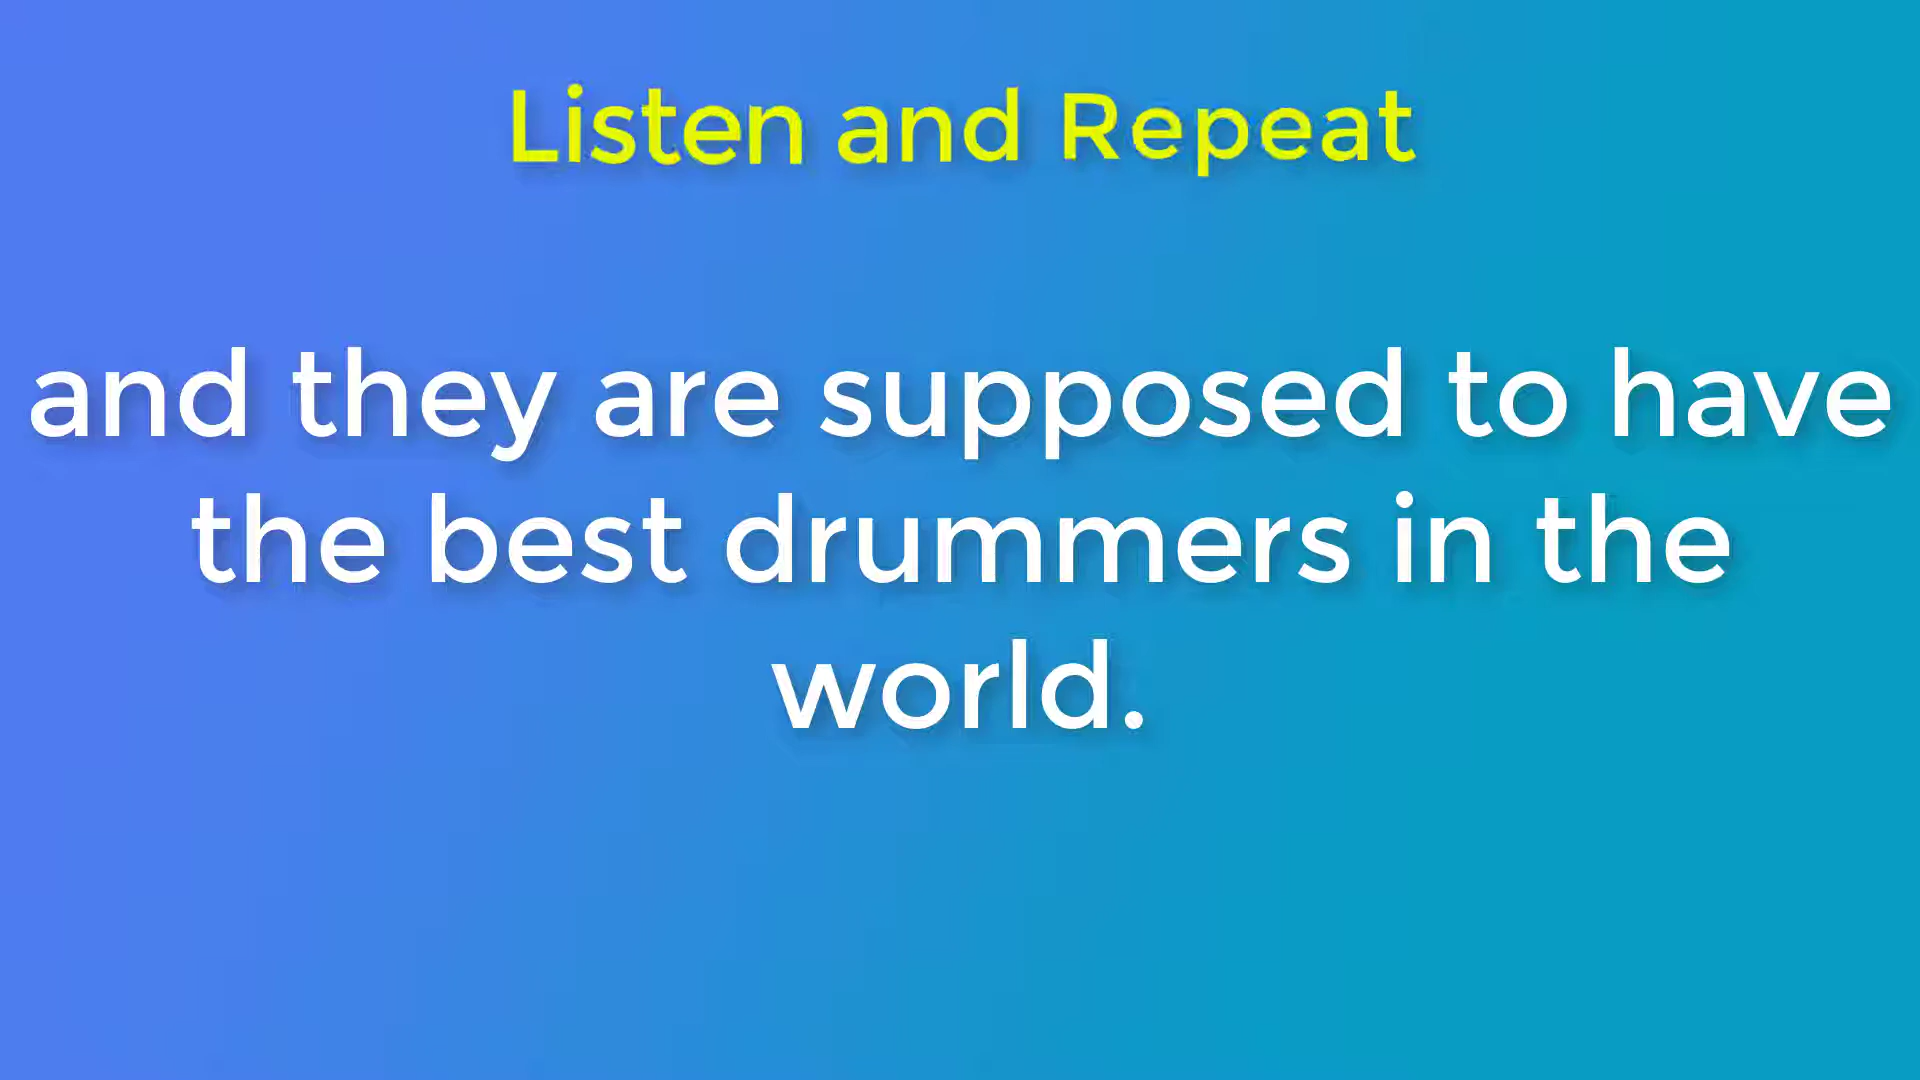 Listen and Repeat
and they are supposed to have
the best drummers in the
world.